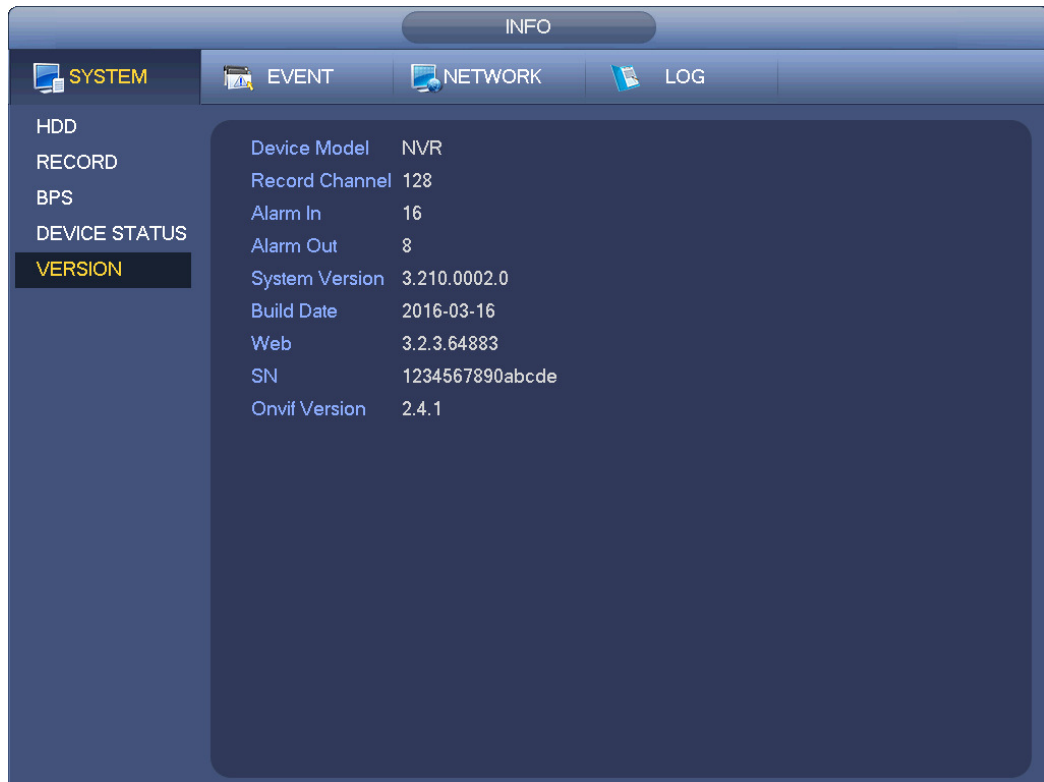 INFO
SYSTEM EVENT NETWORK LOG
HDD
RECORD
BPS
DEVICE STATUS
VERSION
Device Model NVR
Record Channel 128
Alarm In 16
Alarm Out 8
System Version 3.210.0002.0
Build Date 2016-03-16
Web 3.2.3.64883
SN 1234567890abcde
Onvif Version 2.4.1